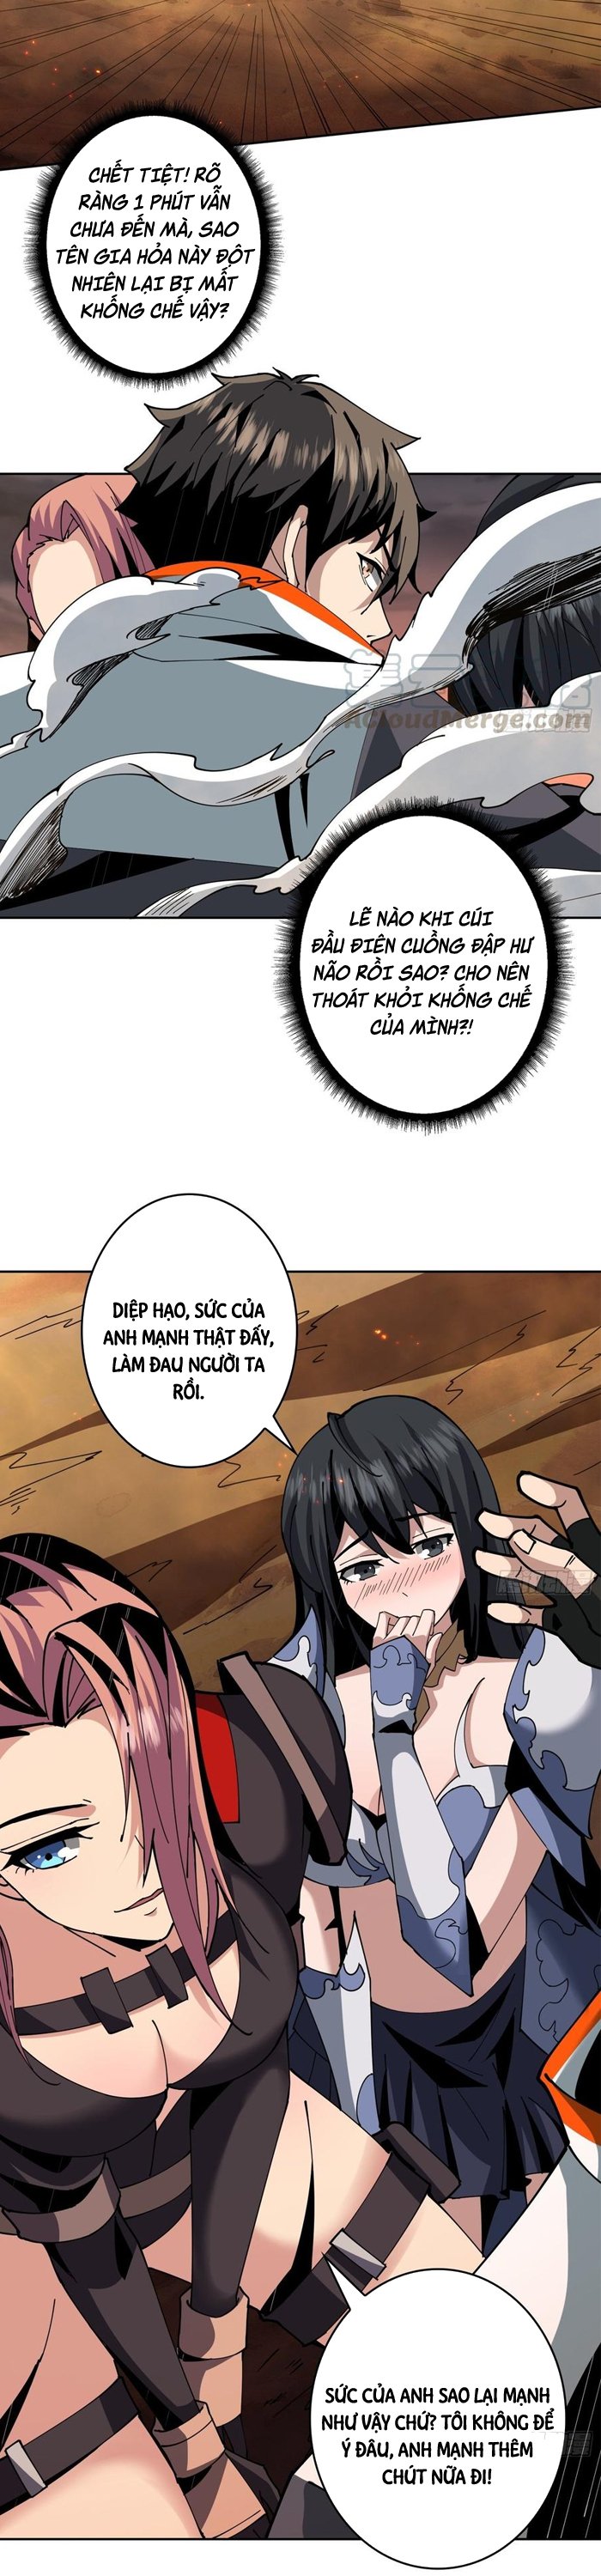 CHẾT TIỆT! RÕ
RÀNG 1 PHÚT VẪN
CHƯA ĐẾN MÀ, SAO
TÊN GIA HỎA NÀY ĐỘT
NHIÊN LẠI BỊ MẤT
KHỐNG CHẾ VẬY?
ACloudMerge.com
LẼ NÀO KHI CÚI
ĐẦU ĐIÊN CUỒNG ĐẬP HƯ
NÃO RỒI SAO? CHO NÊN
THOÁT KHỎI KHỐNG CHẾ
CỦA MÌNH?!
DIỆP HẠO, SỨC CỦA
ANH MẠNH THẬT ĐẤY,
LÀM ĐAU NGƯỜI TA
RỒI.
SỨC CỦA ANH SAO LẠI MẠNH
NHƯ VẬY CHỨ? TÔI KHÔNG ĐỂ
Ý ĐÂU, ANH MẠNH THÊM
CHÚT NỮA ĐI!